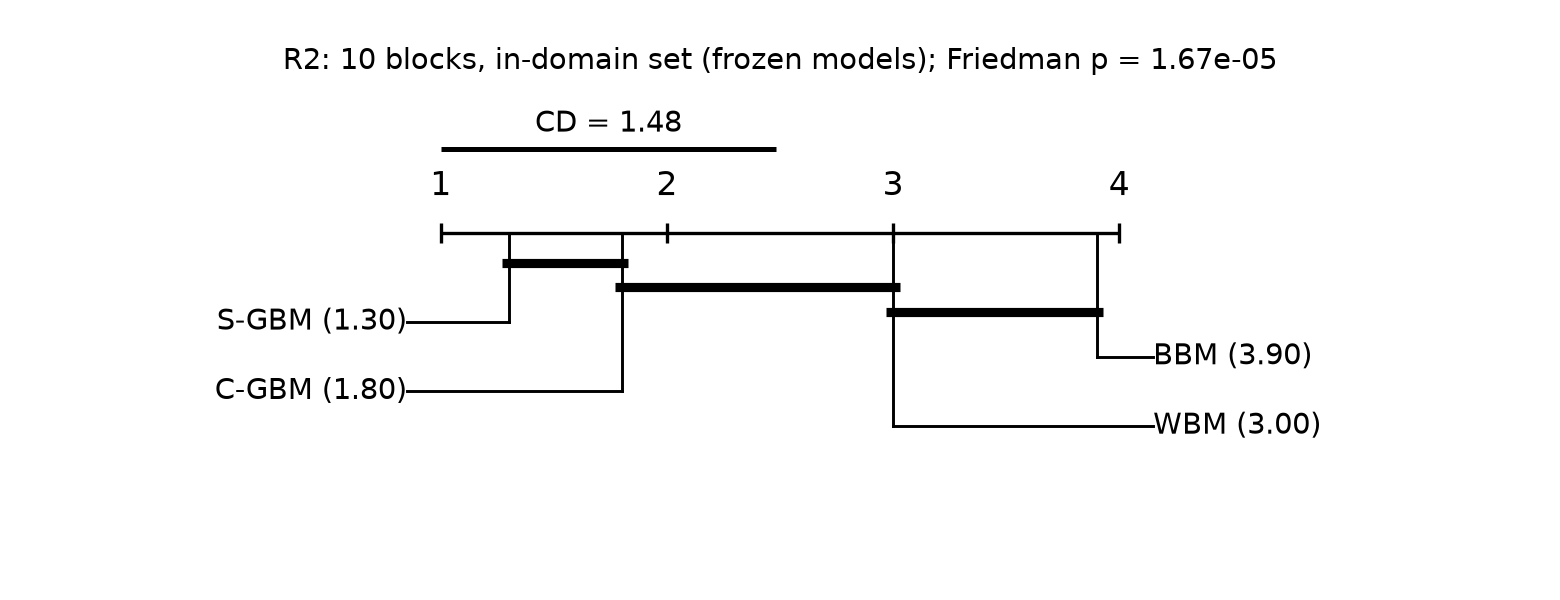 R2: 10 blocks, in-domain set (frozen models); Friedman p = 1.67e-05
CD = 1.48
1 2 3 4
S-GBM (1.30)
BBM (3.90)
C-GBM (1.80)
WBM (3.00)